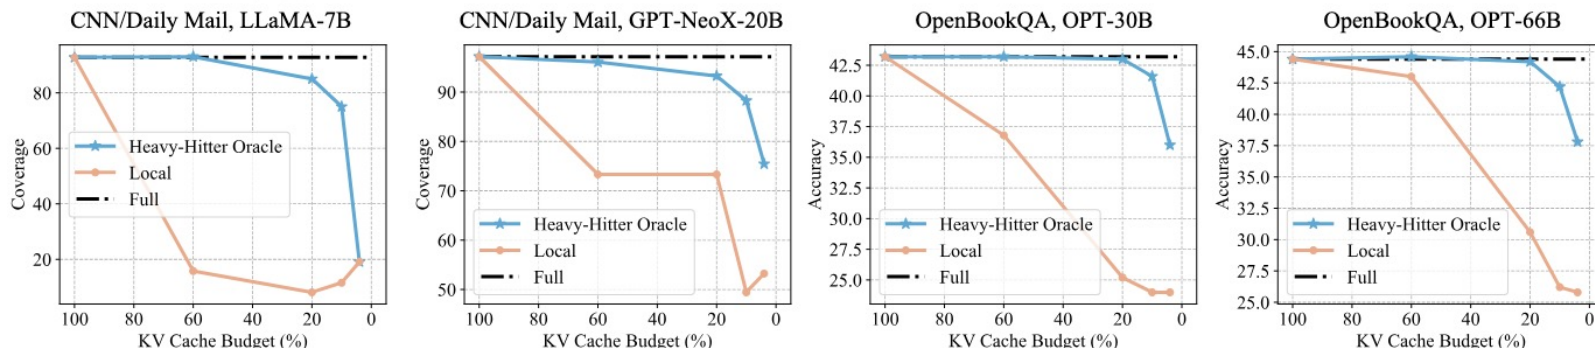 CNN/Daily Mail, LLaMA-7B
Coverage
80
60
40
20
Heavy-Hitter Oracle
Local
Full
100 80 60 40 20 0
KV Cache Budget (%)
CNN/Daily Mail, GPT-NeoX-20B
Coverage
90
80
70
60
50
Heavy-Hitter Oracle
Local
Full
100 80 60 40 20 0
KV Cache Budget (%)
OpenBookQA, OPT-30B
Accuracy
42.5
40.0
37.5
35.0
32.5
30.0
27.5
25.0
Heavy-Hitter Oracle
Local
Full
100 80 60 40 20 0
KV Cache Budget (%)
OpenBookQA, OPT-66B
Accuracy
45.0
42.5
40.0
37.5
35.0
32.5
30.0
27.5
25.0
Heavy-Hitter Oracle
Local
Full
100 80 60 40 20 0
KV Cache Budget (%)